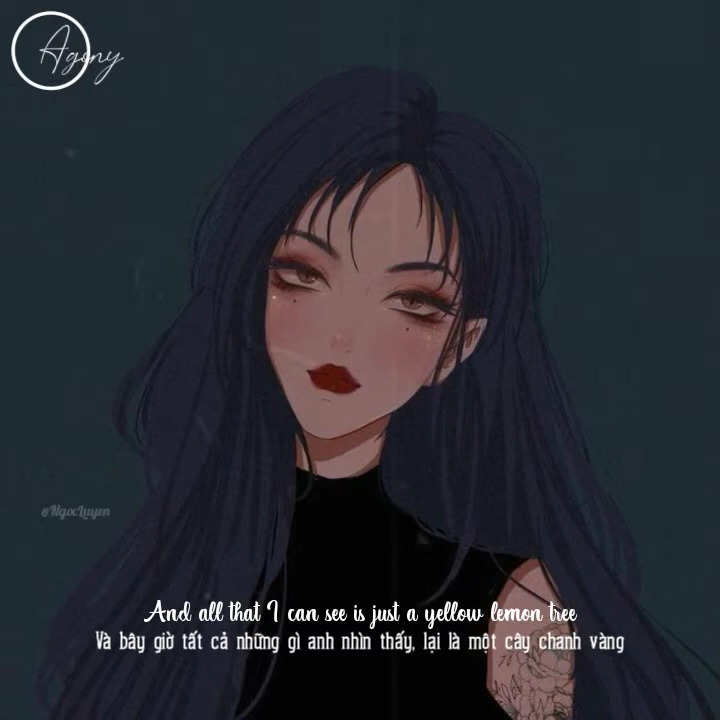 Agony
@NgocLuyen
And all that I can see is just a yellow lemon tree
Và bây giờ tất cả những gì anh nhìn thấy, lại là một cây chanh vàng